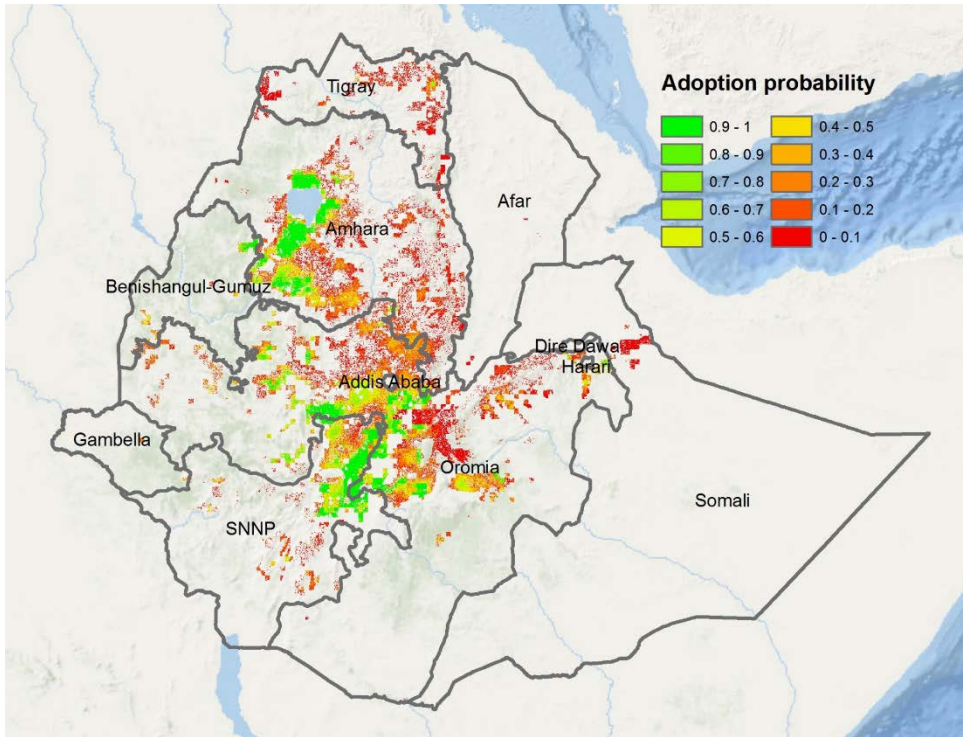 Adoption probability
0.9 - 1
0.4 - 0.5
0.8 - 0.9
0.3 - 0.4
0.7 - 0.8
0.2 - 0.3
0.6 - 0.7
0.1 - 0.2
0.5 - 0.6
0 - 0.1
Tigray
Afar
Amhara
Benishangul-Gumuz
Dire Dawa
Harari
Addis Ababa
Gambella
Oromia
Somali
SNNP